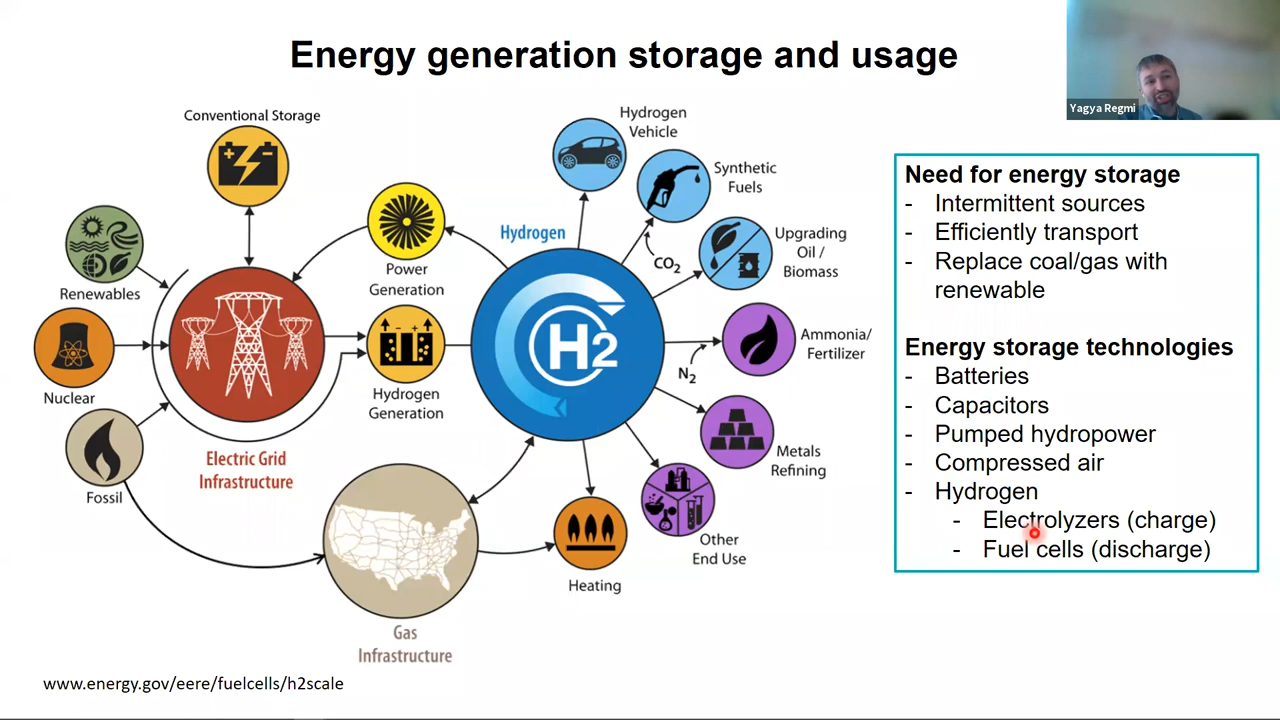 Energy generation storage and usage
Yagya Regmi
Conventional Storage
Hydrogen
Vehicle
Synthetic
Fuels
Upgrading
Oil /
Biomass
CO2
Hydrogen
Power
Generation
Renewables
H2
Ammonia/
Fertilizer
N2
Nuclear
- +
Hydrogen
Generation
Electric Grid
Infrastructure
Metals
Refining
Fossil
Other
End Use
Heating
Gas
Infrastructure
www.energy.gov/eere/fuelcells/h2scale
Need for energy storage
- Intermittent sources
- Efficiently transport
- Replace coal/gas with
renewable
Energy storage technologies
- Batteries
- Capacitors
- Pumped hydropower
- Compressed air
- Hydrogen
- Electrolyzers (charge)
- Fuel cells (discharge)